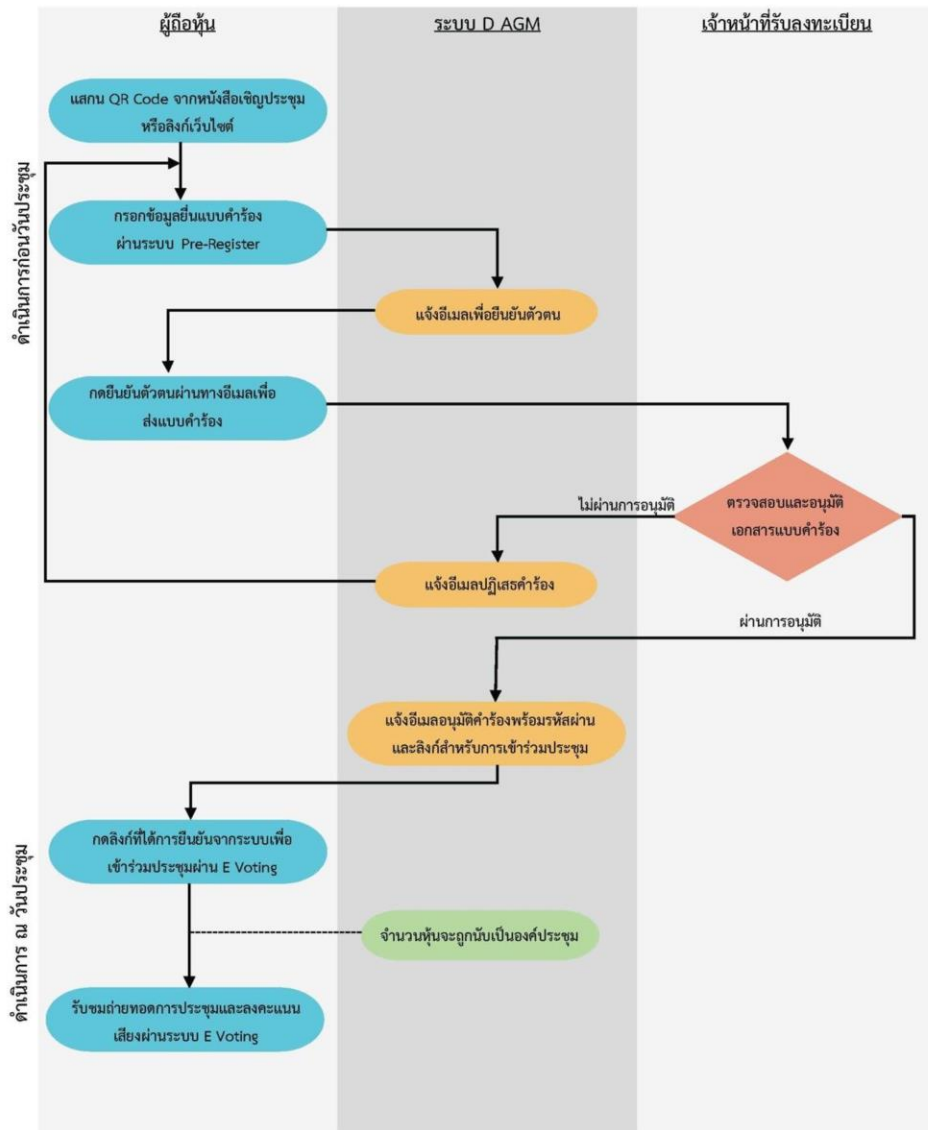 ผู้ถือหุ้น
ระบบ D AGM
เจ้าหน้าที่รับลงทะเบียน
ดำเนินการก่อนวันประชุม
แสกน QR Code จากหนังสือเชิญประชุม
หรือลิงก์เว็บไซต์
กรอกข้อมูลยื่นแบบคำร้อง
ผ่านระบบ Pre-Register
แจ้งอีเมลเพื่อยืนยันตัวตน
กดยืนยันตัวตนผ่านทางอีเมลเพื่อ
ส่งแบบคำร้อง
ตรวจสอบและอนุมัติ
เอกสารแบบคำร้อง
ไม่ผ่านการอนุมัติ
แจ้งอีเมลปฏิเสธคำร้อง
ผ่านการอนุมัติ
แจ้งอีเมลอนุมัติคำร้องพร้อมรหัสผ่าน
และลิงก์สำหรับการเข้าร่วมประชุม
ดำเนินการ ณ วันประชุม
กดลิงก์ที่ได้การยืนยันจากระบบเพื่อ
เข้าร่วมประชุมผ่าน E Voting
จำนวนหุ้นจะถูกนับเป็นองค์ประชุม
รับชมถ่ายทอดการประชุมและลงคะแนน
เสียงผ่านระบบ E Voting